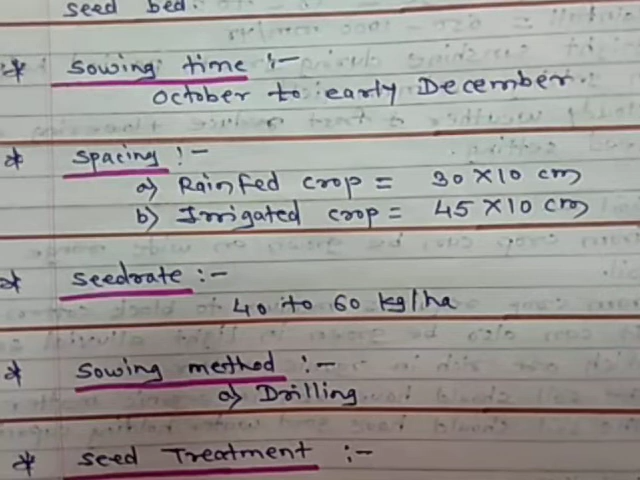 seed bed.
* Sowing time :-
October to early December.
* Spacing :-
a) Rainfed crop = 30 × 10 cm
b) Irrigated crop = 45 × 10 cm
* Seedrate :-
40 to 60 kg/ha
* Sowing method :-
a) Drilling
* Seed Treatment :-